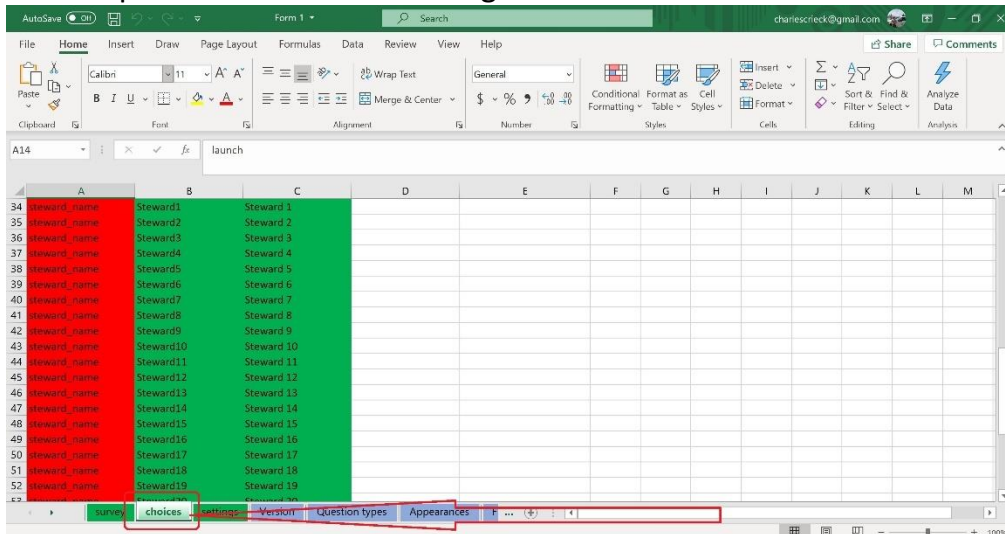 AutoSave Off Form 1 Search charlescrieck@gmail.com
File Home Insert Draw Page Layout Formulas Data Review View Help Share Comments
Paste Calibri 11 A^ A˅ Wrap Text General Insert Σ
B I U A Merge & Center $ % 9 Conditional Formatting Format as Table Cell Styles Delete Format Sort & Filter Find & Select Analyze Data
Clipboard Font Alignment Number Styles Cells Editing Analysis
A14 fx launch
A B C D E F G H I J K L M
34 steward_name Steward1 Steward 1
35 steward_name Steward2 Steward 2
36 steward_name Steward3 Steward 3
37 steward_name Steward4 Steward 4
38 steward_name Steward5 Steward 5
39 steward_name Steward6 Steward 6
40 steward_name Steward7 Steward 7
41 steward_name Steward8 Steward 8
42 steward_name Steward9 Steward 9
43 steward_name Steward10 Steward 10
44 steward_name Steward11 Steward 11
45 steward_name Steward12 Steward 12
46 steward_name Steward13 Steward 13
47 steward_name Steward14 Steward 14
48 steward_name Steward15 Steward 15
49 steward_name Steward16 Steward 16
50 steward_name Steward17 Steward 17
51 steward_name Steward18 Steward 18
52 steward_name Steward19 Steward 19
survey choices settings Version Question types Appearances F ...
100%